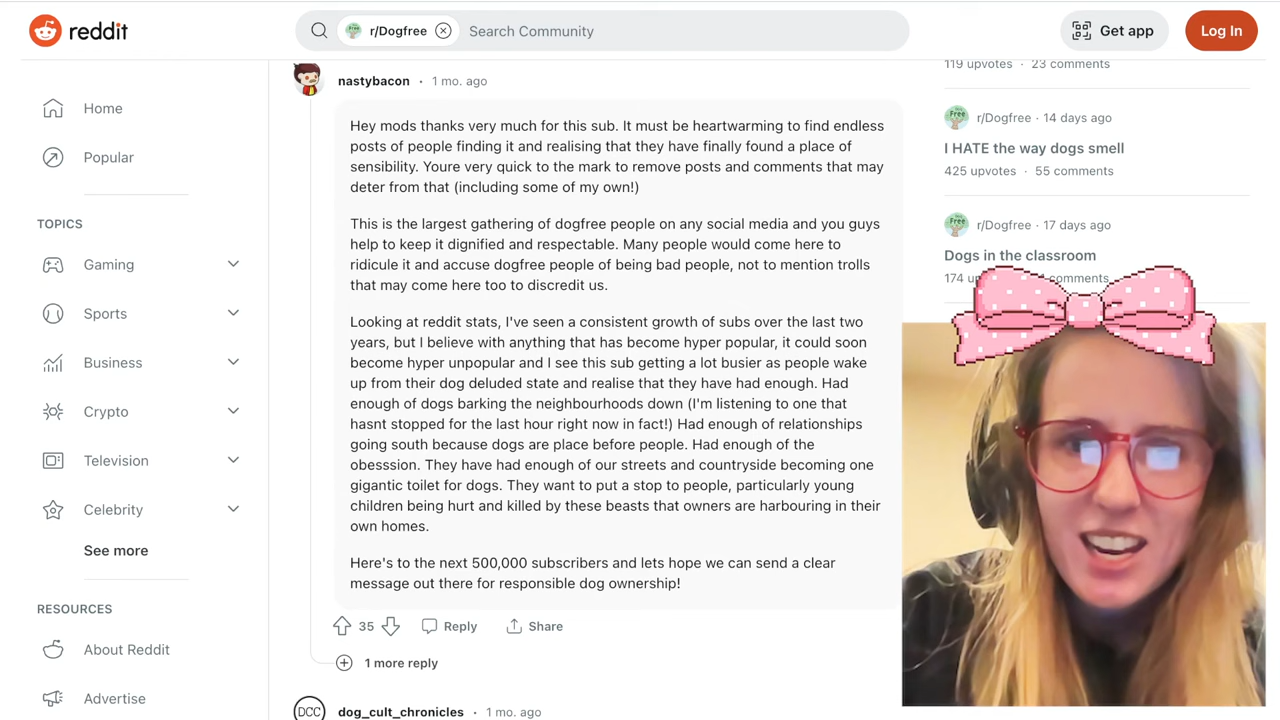 reddit
r/Dogfree
Search Community
Get app
Log In
Home
Popular
TOPICS
Gaming
Sports
Business
Crypto
Television
Celebrity
See more
RESOURCES
About Reddit
Advertise
nastybacon • 1 mo. ago
Hey mods thanks very much for this sub. It must be heartwarming to find endless
posts of people finding it and realising that they have finally found a place of
sensibility. Youre very quick to the mark to remove posts and comments that may
deter from that (including some of my own!)
This is the largest gathering of dogfree people on any social media and you guys
help to keep it dignified and respectable. Many people would come here to
ridicule it and accuse dogfree people of being bad people, not to mention trolls
that may come here too to discredit us.
Looking at reddit stats, I've seen a consistent growth of subs over the last two
years, but I believe with anything that has become hyper popular, it could soon
become hyper unpopular and I see this sub getting a lot busier as people wake
up from their dog deluded state and realise that they have had enough. Had
enough of dogs barking the neighbourhoods down (I'm listening to one that
hasnt stopped for the last hour right now in fact!) Had enough of relationships
going south because dogs are place before people. Had enough of the
obesssion. They have had enough of our streets and countryside becoming one
gigantic toilet for dogs. They want to put a stop to people, particularly young
children being hurt and killed by these beasts that owners are harbouring in their
own homes.
Here's to the next 500,000 subscribers and lets hope we can send a clear
message out there for responsible dog ownership!
35
Reply
Share
1 more reply
DCC
dog_cult_chronicles • 1 mo. ago
119 upvotes · 23 comments
Free
r/Dogfree · 14 days ago
I HATE the way dogs smell
425 upvotes · 55 comments
Free
r/Dogfree · 17 days ago
Dogs in the classroom
174 comments